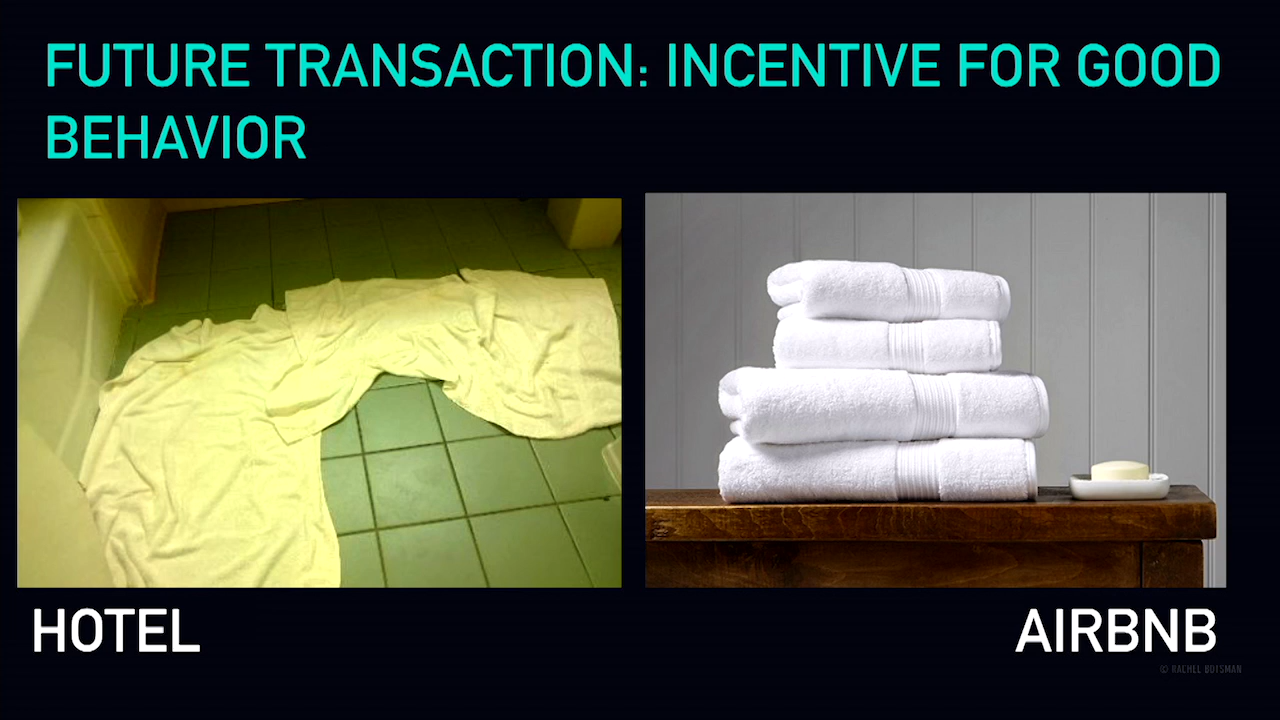 FUTURE TRANSACTION: INCENTIVE FOR GOOD
BEHAVIOR
HOTEL
AIRBNB
© RACHEL BOTSMAN